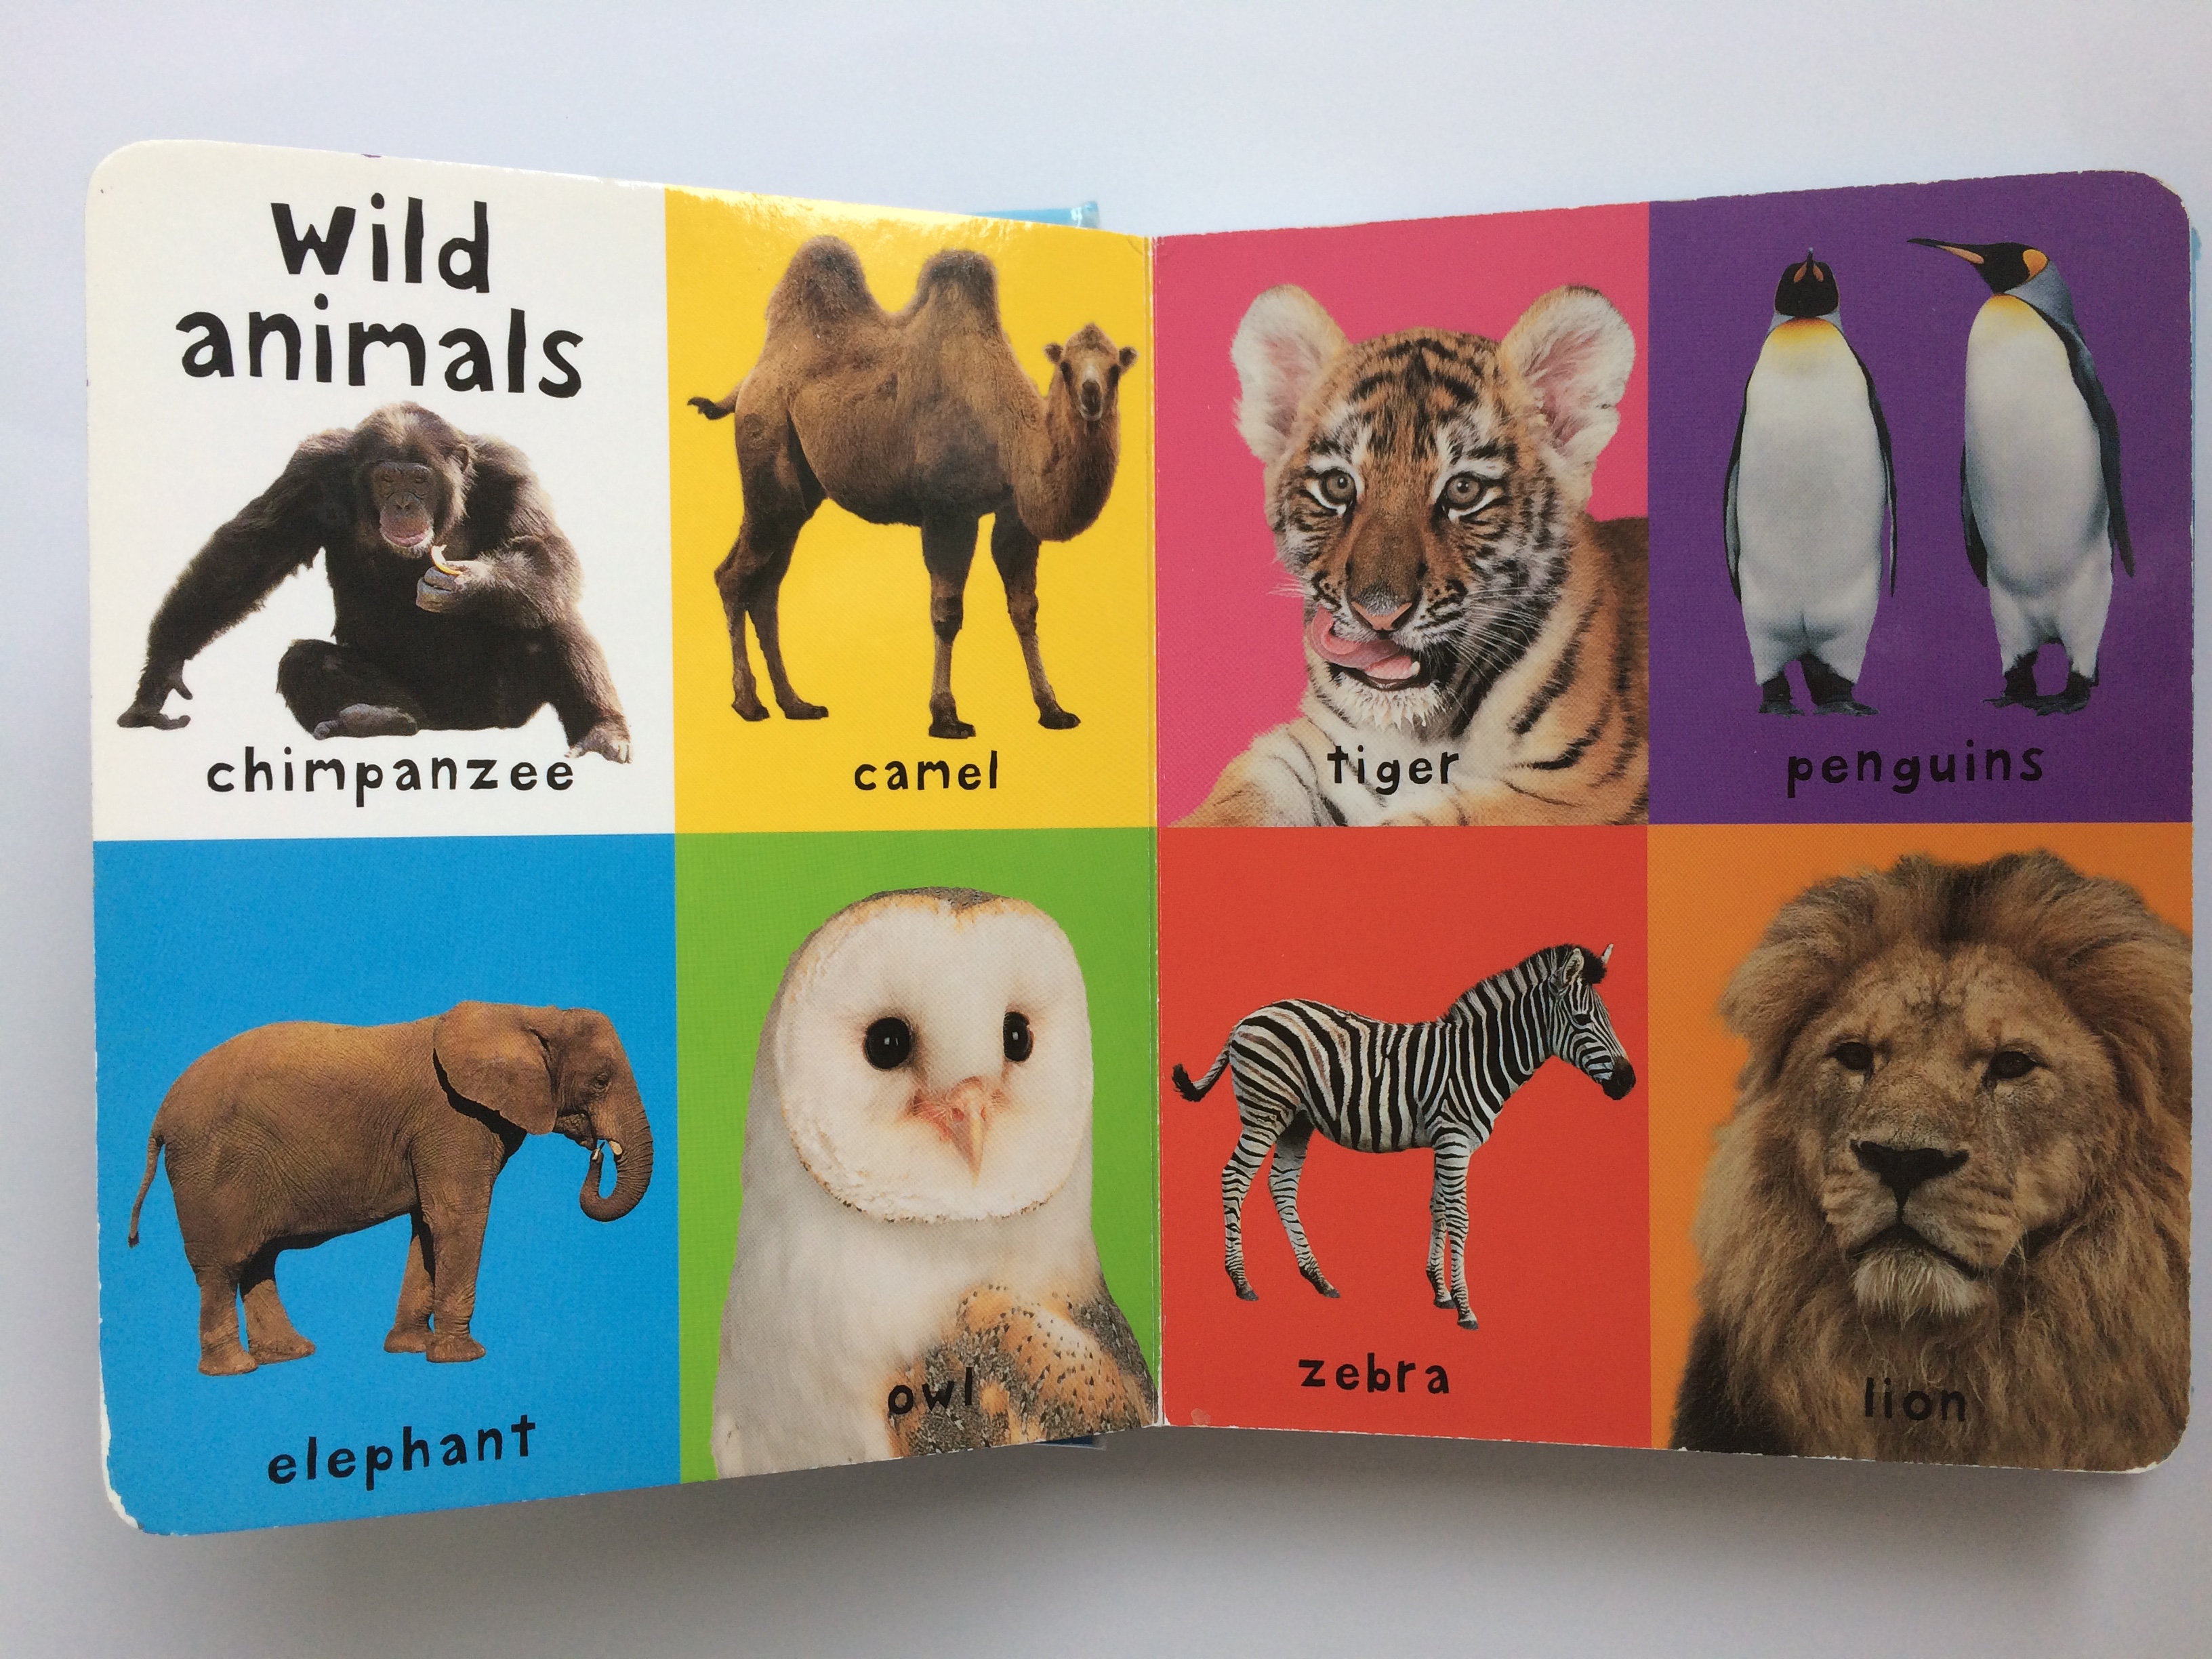 wild
animals
chimpanzee
camel
tiger
penguins
elephant
owl
zebra
lion